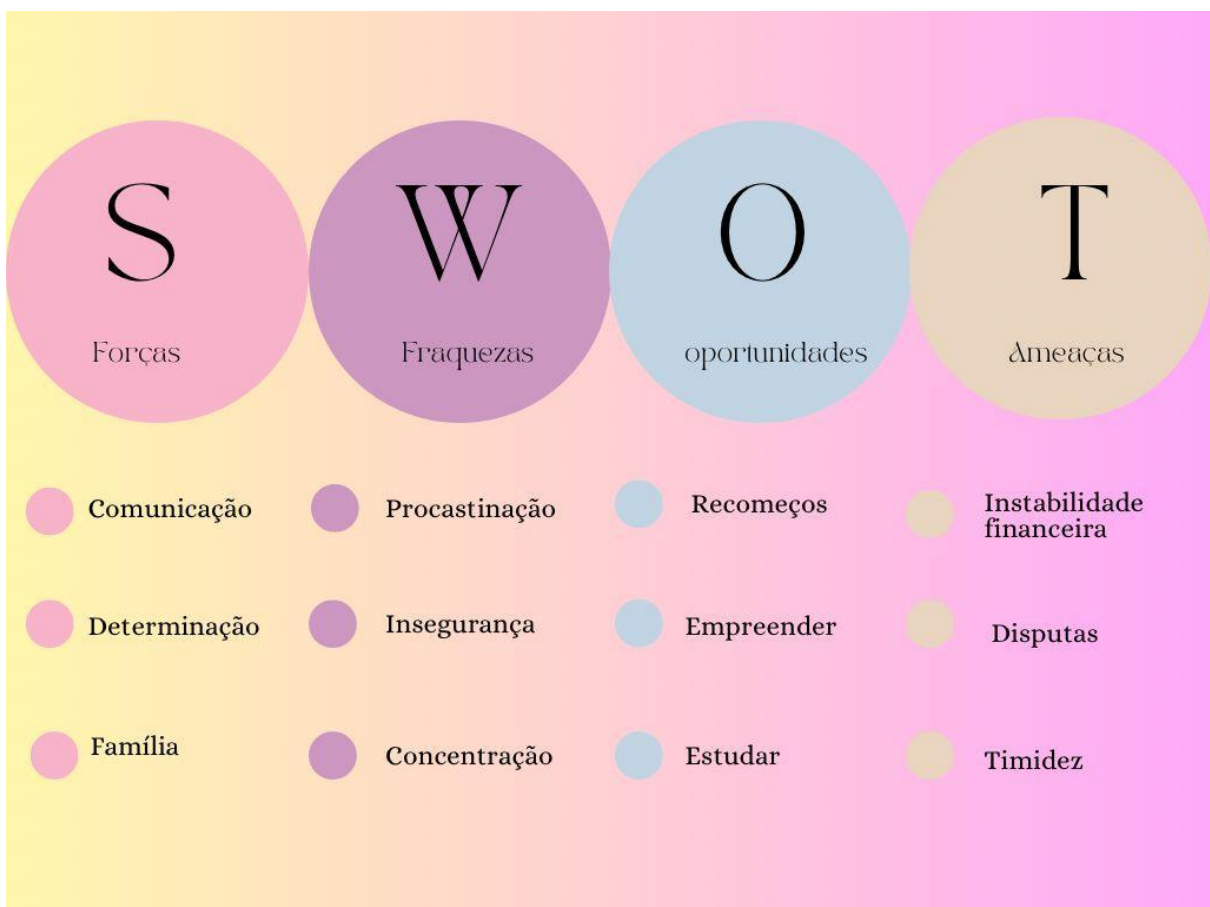 S
Forças
W
Fraquezas
O
oportunidades
T
Ameaças
Comunicação
Determinação
Família
Procastinação
Insegurança
Concentração
Recomeços
Empreender
Estudar
Instabilidade
financeira
Disputas
Timidez